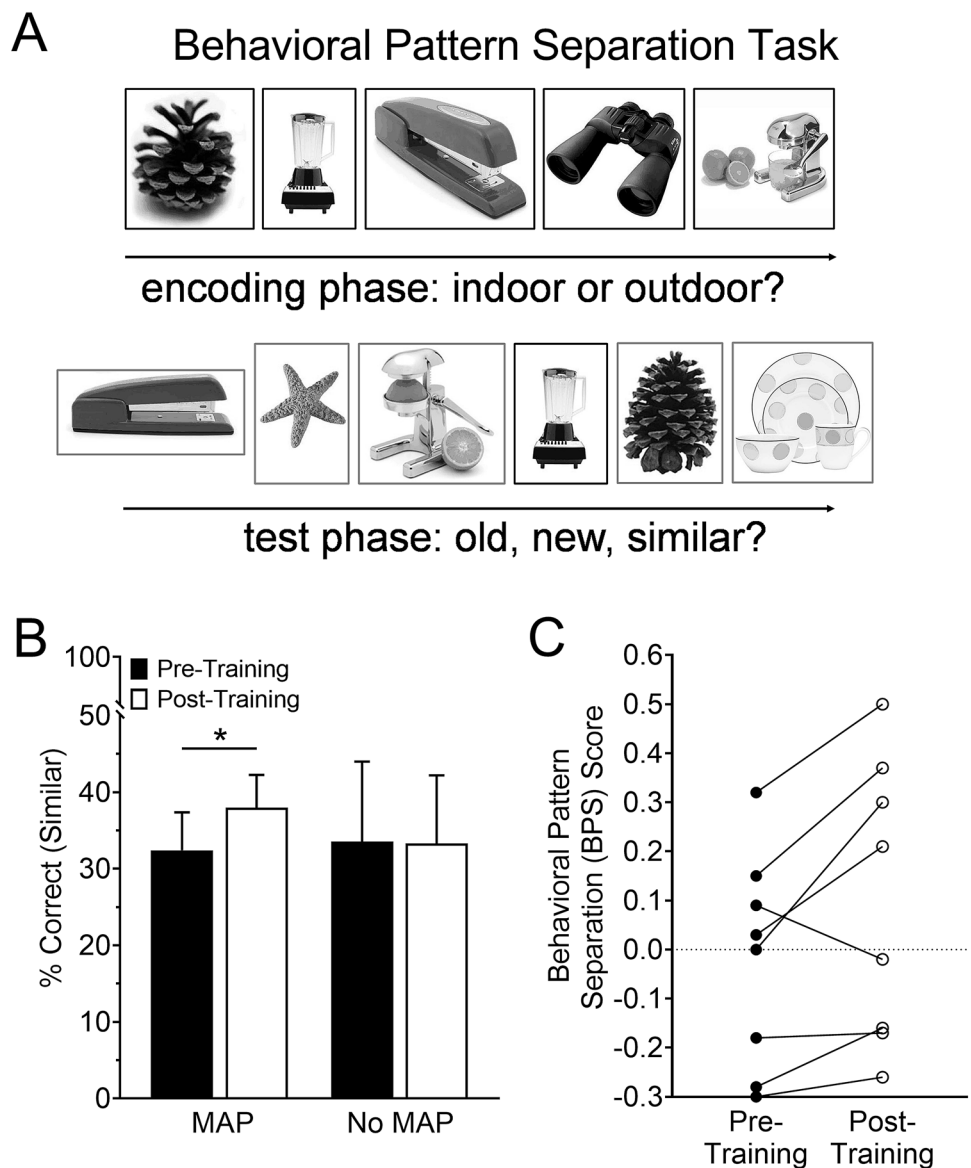 A
Behavioral Pattern Separation Task
encoding phase: indoor or outdoor?
test phase: old, new, similar?
B
% Correct (Similar)
100
50
40
30
20
10
0
Pre-Training
Post-Training
*
MAP
No MAP
C
Behavioral Pattern
Separation (BPS) Score
0.6
0.5
0.4
0.3
0.2
0.1
0.0
-0.1
-0.2
-0.3
Pre-
Training
Post-
Training